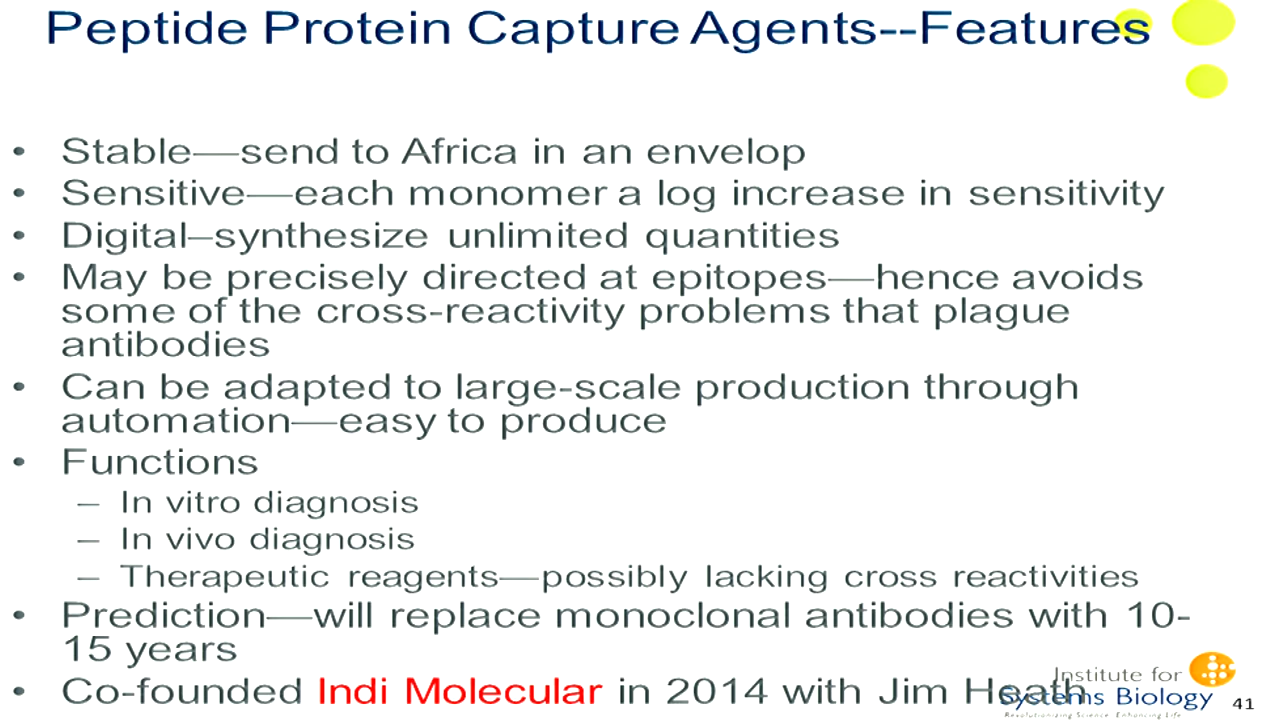 Peptide Protein Capture Agents--Features
• Stable—send to Africa in an envelop
• Sensitive—each monomer a log increase in sensitivity
• Digital–synthesize unlimited quantities
• May be precisely directed at epitopes—hence avoids
some of the cross-reactivity problems that plague
antibodies
• Can be adapted to large-scale production through
automation—easy to produce
• Functions
– In vitro diagnosis
– In vivo diagnosis
– Therapeutic reagents—possibly lacking cross reactivities
• Prediction—will replace monoclonal antibodies with 10-
15 years
• Co-founded Indi Molecular in 2014 with Jim Heath
Institute for
Systems Biology
Revolutionizing Science. Enhancing Life.
41